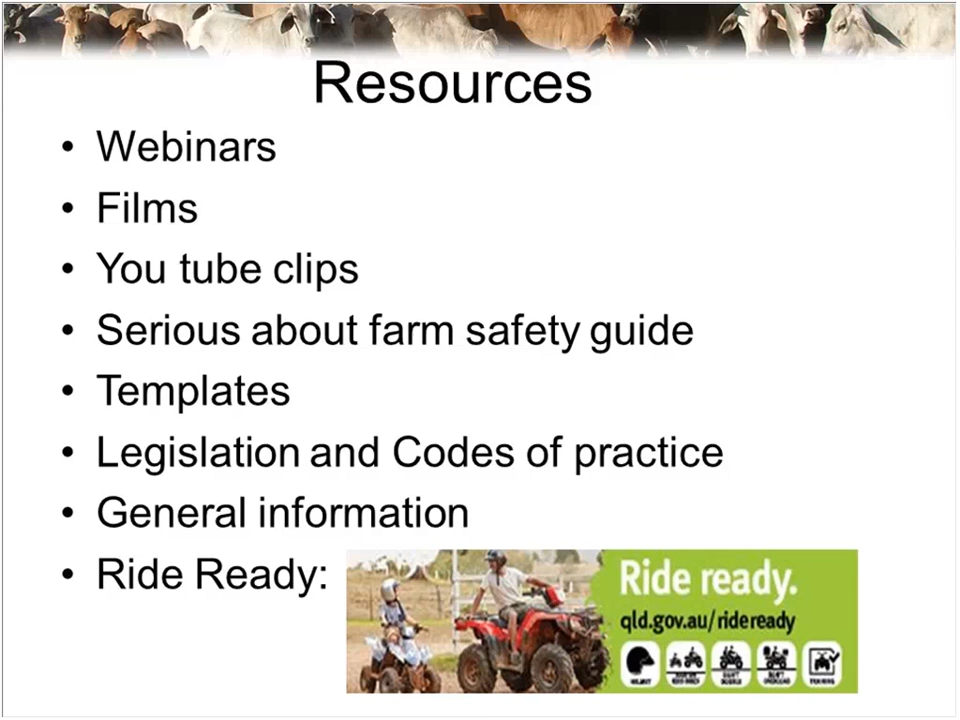 Resources
• Webinars
• Films
• You tube clips
• Serious about farm safety guide
• Templates
• Legislation and Codes of practice
• General information
• Ride Ready:
Ride ready.
qld.gov.au/rideready
HELMET